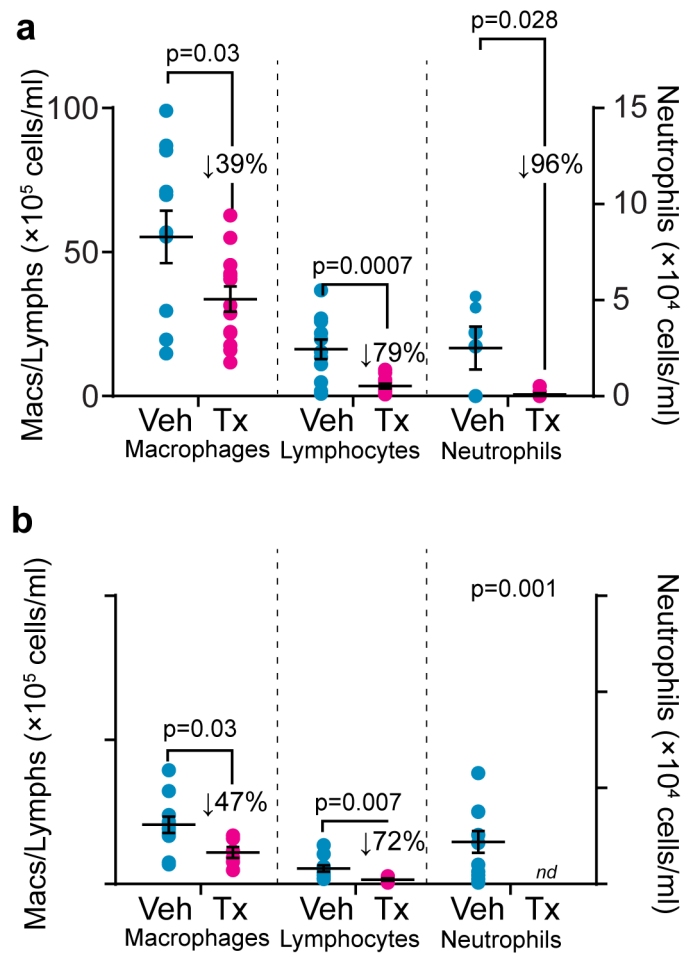 a
p=0.03
p=0.0007
p=0.028
↓39%
↓79%
↓96%
Macs/Lymphs (×10⁵ cells/ml)
100
50
0
Neutrophils (×10⁴ cells/ml)
15
10
5
0
Veh Tx Veh Tx Veh Tx
Macrophages Lymphocytes Neutrophils
b
p=0.03
p=0.007
p=0.001
↓47%
↓72%
nd
Macs/Lymphs (×10⁵ cells/ml)
Neutrophils (×10⁴ cells/ml)
Veh Tx Veh Tx Veh Tx
Macrophages Lymphocytes Neutrophils